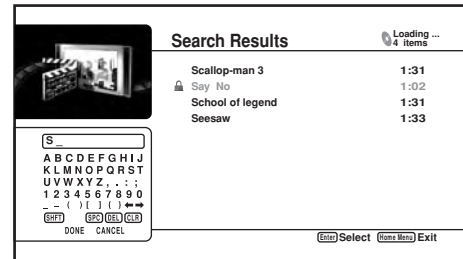 Search Results
Loading ...
4 items
Scallop-man 3 1:31
Say No 1:02
School of legend 1:31
Seesaw 1:33
S _
A B C D E F G H I J
K L M N O P Q R S T
U V W X Y Z , . : ;
1 2 3 4 5 6 7 8 9 0
_ – ( ) [ ] { } ← →
SHFT SPC DEL CLR
DONE CANCEL
Enter Select Home Menu Exit